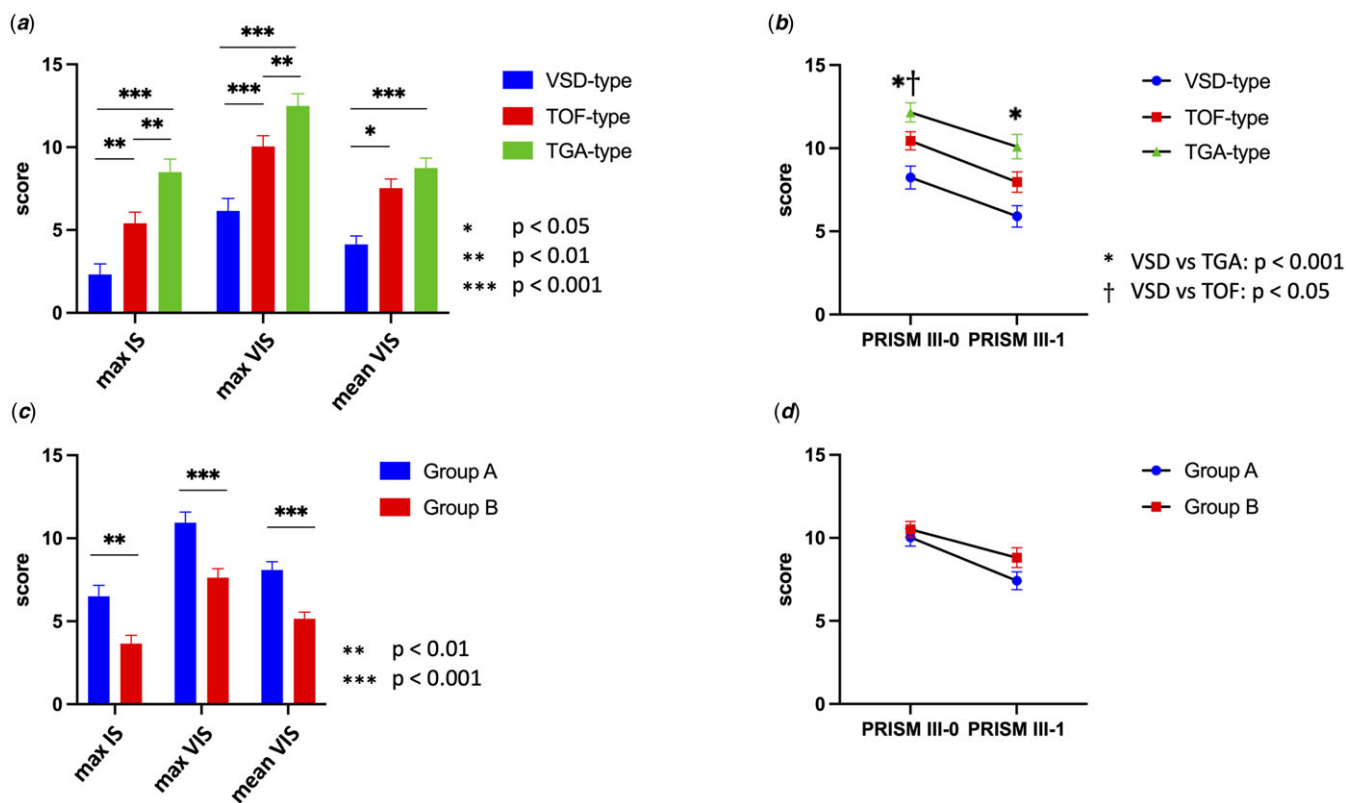 (a)
***
***
**
***
**
**
***
**
***
*
15
10
5
0
score
max IS
max VIS
mean VIS
VSD-type
TOF-type
TGA-type
* p < 0.05
** p < 0.01
*** p < 0.001
(b)
*†
*
15
10
5
0
score
PRISM III-0 PRISM III-1
VSD-type
TOF-type
TGA-type
* VSD vs TGA: p < 0.001
† VSD vs TOF: p < 0.05
(c)
**
***
***
15
10
5
0
score
max IS
max VIS
mean VIS
Group A
Group B
** p < 0.01
*** p < 0.001
(d)
15
10
5
0
score
PRISM III-0 PRISM III-1
Group A
Group B